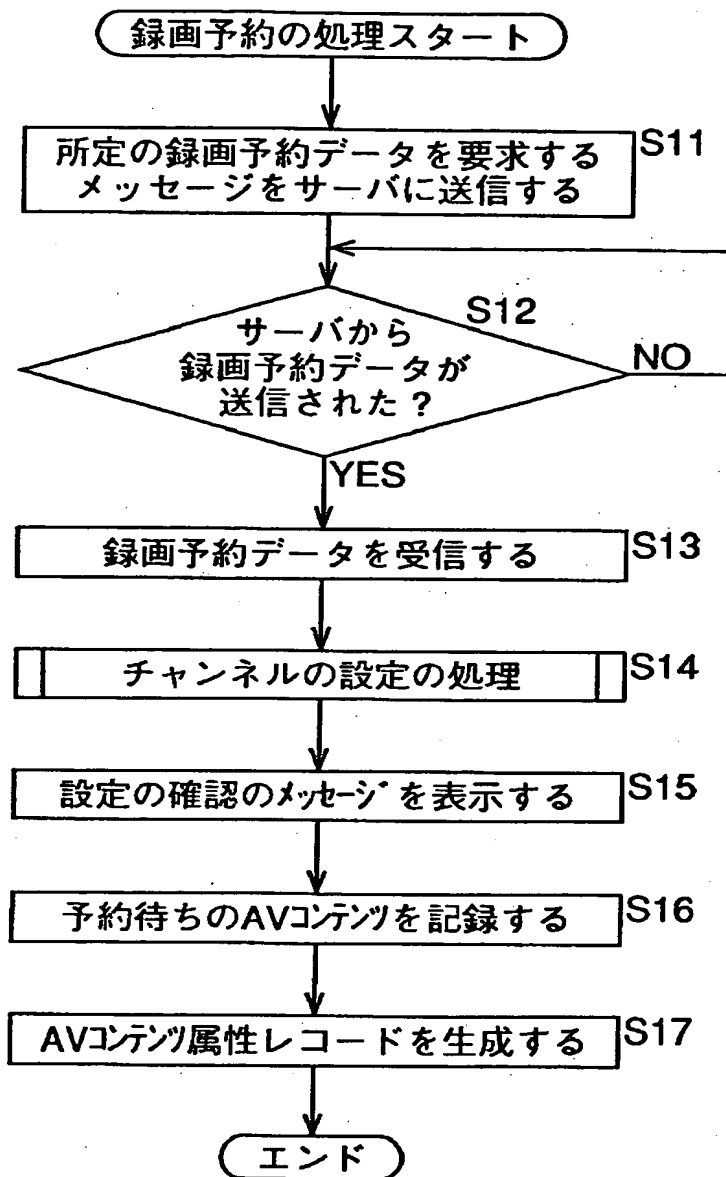 録画予約の処理スタート
S11
所定の録画予約データを要求する
メッセージをサーバに送信する
S12
サーバから
録画予約データが
送信された？
NO
YES
録画予約データを受信する
S13
チャンネルの設定の処理
S14
設定の確認のメッセージを表示する
S15
予約待ちのAVコンテンツを記録する
S16
AVコンテンツ属性レコードを生成する
S17
エンド